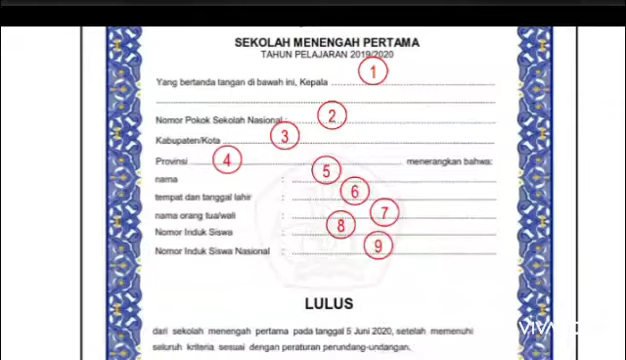 SEKOLAH MENENGAH PERTAMA
TAHUN PELAJARAN 2019/2020
Yang bertanda tangan di bawah ini, Kepala 1
Nomor Pokok Sekolah Nasional : 2
Kabupaten/Kota 3
Provinsi 4 menerangkan bahwa:
nama : 5
tempat dan tanggal lahir : 6
nama orang tua/wali : 7
Nomor Induk Siswa : 8
Nomor Induk Siswa Nasional : 9
LULUS
dari sekolah menengah pertama pada tanggal 5 Juni 2020, setelah memenuhi
seluruh kriteria sesuai dengan peraturan perundang-undangan.